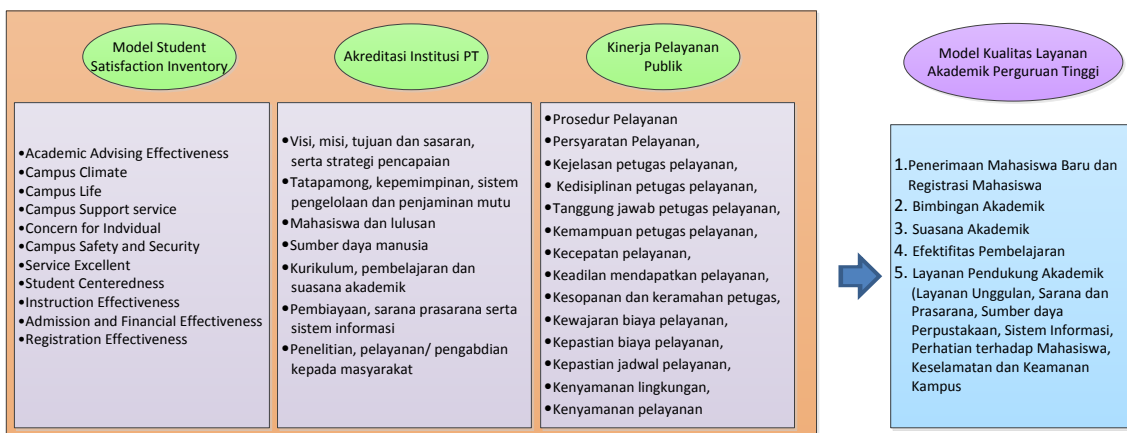 Model Student
Satisfaction Inventory
•Academic Advising Effectiveness
•Campus Climate
•Campus Life
•Campus Support service
•Concern for Indvidual
•Campus Safety and Security
•Service Excellent
•Student Centeredness
•Instruction Effectiveness
•Admission and Financial Effectiveness
•Registration Effectiveness
Akreditasi Institusi PT
•Visi, misi, tujuan dan sasaran,
serta strategi pencapaian
•Tatapamong, kepemimpinan, sistem
pengelolaan dan penjaminan mutu
•Mahasiswa dan lulusan
•Sumber daya manusia
•Kurikulum, pembelajaran dan
suasana akademik
•Pembiayaan, sarana prasarana serta
sistem informasi
•Penelitian, pelayanan/ pengabdian
kepada masyarakat
Kinerja Pelayanan
Publik
•Prosedur Pelayanan
•Persyaratan Pelayanan,
•Kejelasan petugas pelayanan,
• Kedisiplinan petugas pelayanan,
•Tanggung jawab petugas pelayanan,
•Kemampuan petugas pelayanan,
•Kecepatan pelayanan,
•Keadilan mendapatkan pelayanan,
•Kesopanan dan keramahan petugas,
•Kewajaran biaya pelayanan,
•Kepastian biaya pelayanan,
•Kepastian jadwal pelayanan,
•Kenyamanan lingkungan,
•Kenyamanan pelayanan
Model Kualitas Layanan
Akademik Perguruan Tinggi
1.Penerimaan Mahasiswa Baru dan
Registrasi Mahasiswa
2. Bimbingan Akademik
3. Suasana Akademik
4. Efektifitas Pembelajaran
5. Layanan Pendukung Akademik
(Layanan Unggulan, Sarana dan
Prasarana, Sumber daya
Perpustakaan, Sistem Informasi,
Perhatian terhadap Mahasiswa,
Keselamatan dan Keamanan
Kampus